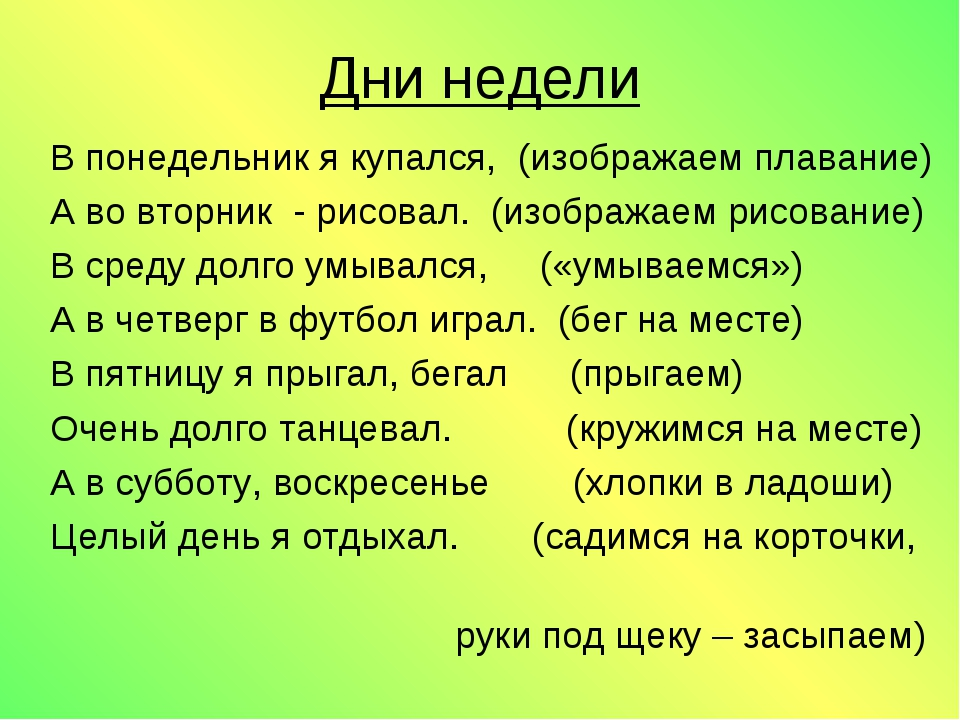 Дни недели
В понедельник я купался, (изображаем плавание)
А во вторник - рисовал. (изображаем рисование)
В среду долго умывался, («умываемся»)
А в четверг в футбол играл. (бег на месте)
В пятницу я прыгал, бегал (прыгаем)
Очень долго танцевал. (кружимся на месте)
А в субботу, воскресенье (хлопки в ладоши)
Целый день я отдыхал. (садимся на корточки,
руки под щеку – засыпаем)